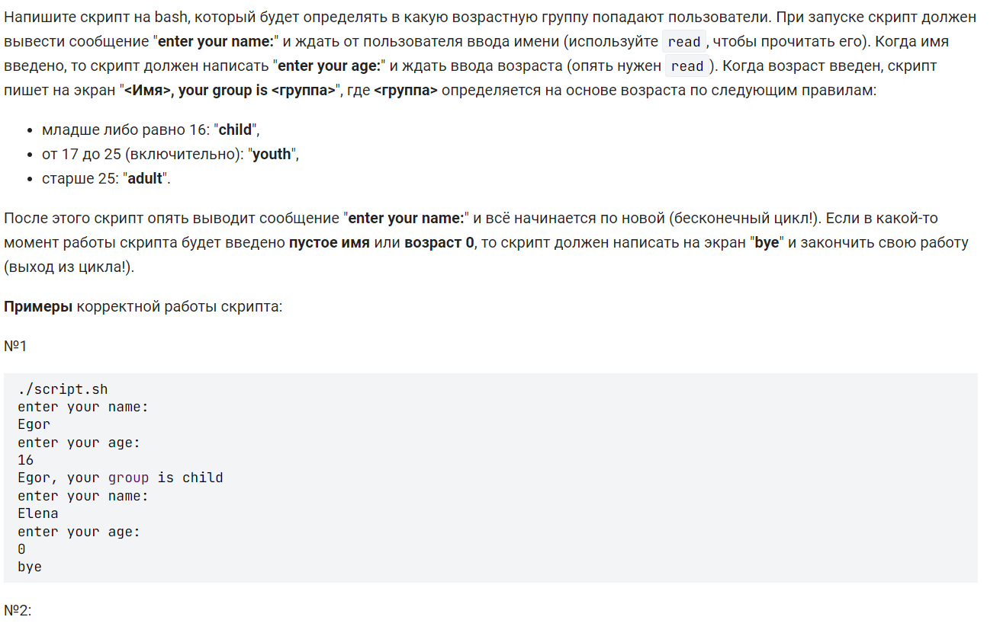 Напишите скрипт на bash, который будет определять в какую возрастную группу попадают пользователи. При запуске скрипт должен
вывести сообщение "enter your name:" и ждать от пользователя ввода имени (используйте read, чтобы прочитать его). Когда имя
введено, то скрипт должен написать "enter your age:" и ждать ввода возраста (опять нужен read). Когда возраст введен, скрипт
пишет на экран "<Имя>, your group is <группа>", где <группа> определяется на основе возраста по следующим правилам:
• младше либо равно 16: "child",
• от 17 до 25 (включительно): "youth",
• старше 25: "adult".
После этого скрипт опять выводит сообщение "enter your name:" и всё начинается по новой (бесконечный цикл!). Если в какой-то
момент работы скрипта будет введено пустое имя или возраст 0, то скрипт должен написать на экран "bye" и закончить свою работу
(выход из цикла!).
Примеры корректной работы скрипта:
№1
./script.sh
enter your name:
Egor
enter your age:
16
Egor, your group is child
enter your name:
Elena
enter your age:
0
bye
№2: